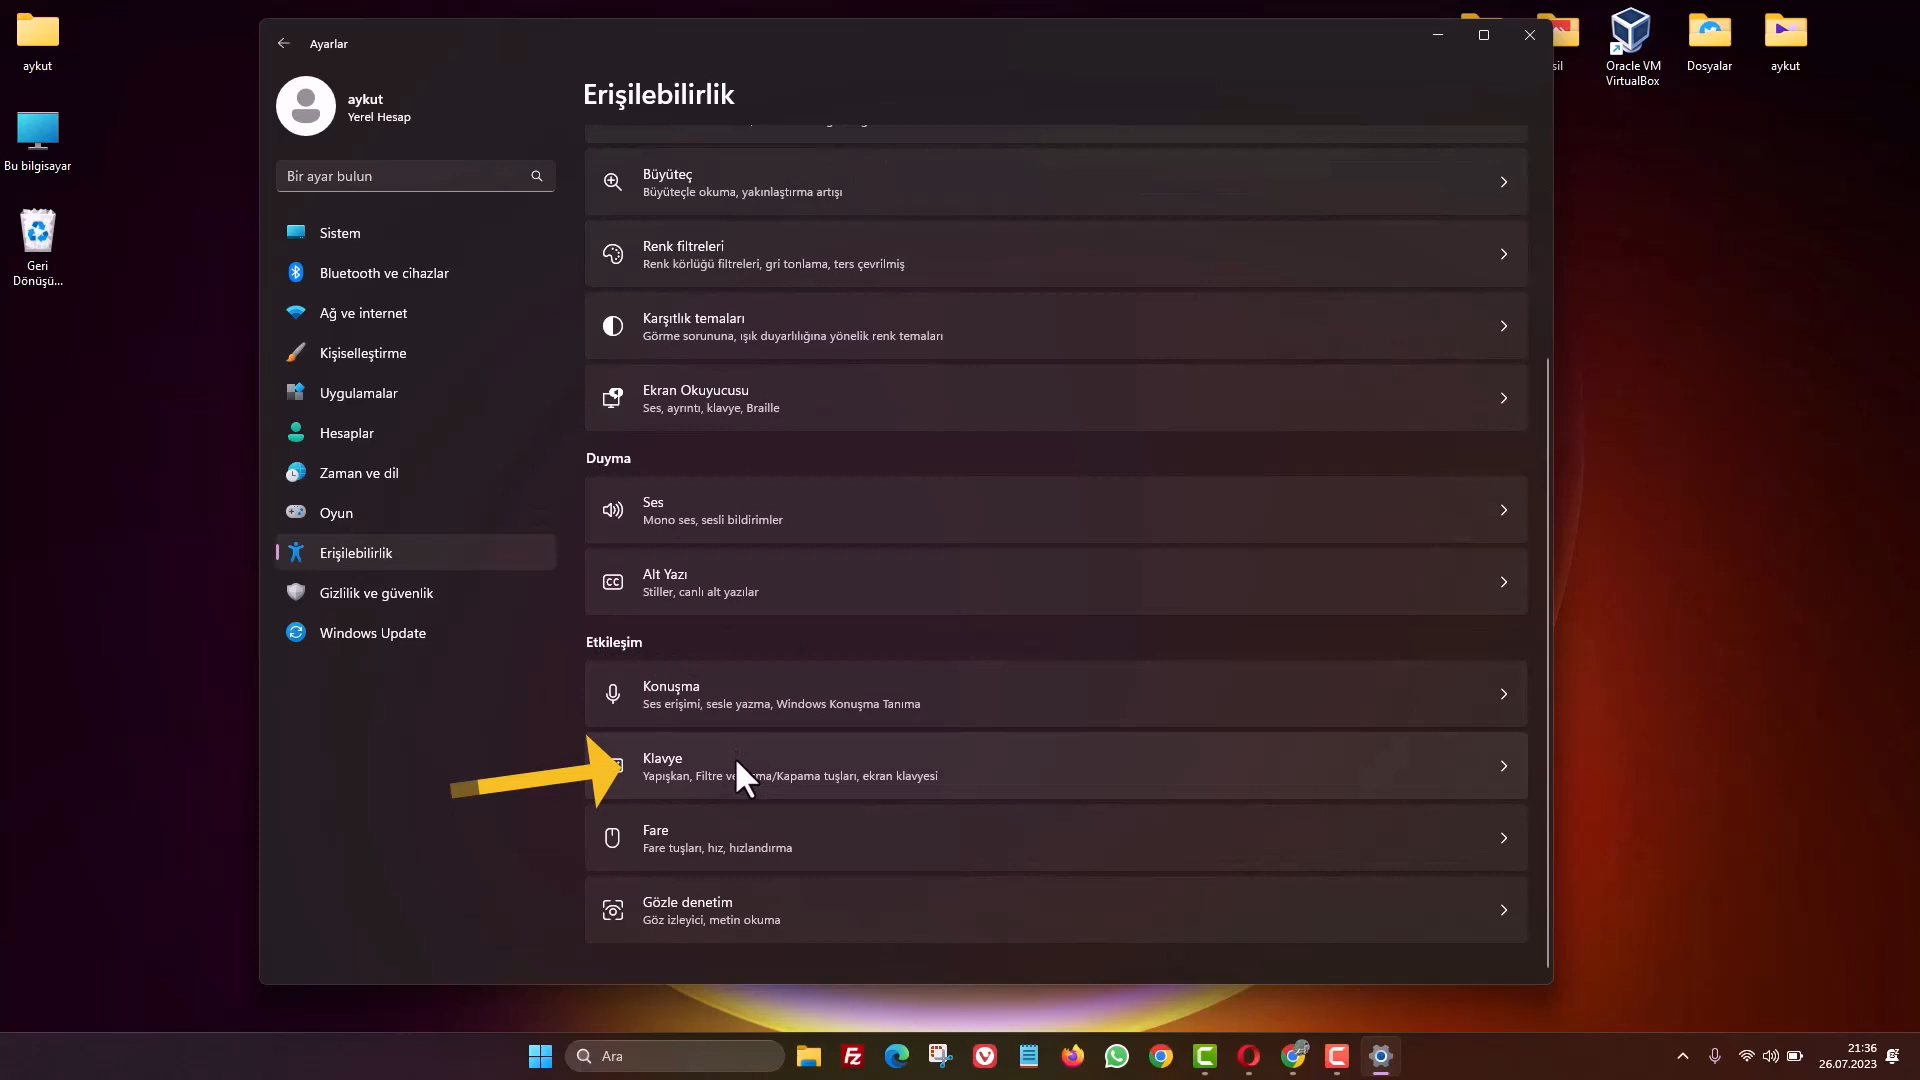 aykut
Bu bilgisayar
Geri
Dönüşü...
Ayarlar
aykut
Yerel Hesap
Bir ayar bulun
Sistem
Bluetooth ve cihazlar
Ağ ve internet
Kişiselleştirme
Uygulamalar
Hesaplar
Zaman ve dil
Oyun
Erişilebilirlik
Gizlilik ve güvenlik
Windows Update
Erişilebilirlik
Büyüteç
Büyüteçle okuma, yakınlaştırma artışı
Renk filtreleri
Renk körlüğü filtreleri, gri tonlama, ters çevrilmiş
Karşıtlık temaları
Görme sorununa, ışık duyarlılığına yönelik renk temaları
Ekran Okuyucusu
Ses, ayrıntı, klavye, Braille
Duyma
Ses
Mono ses, sesli bildirimler
Alt Yazı
Stiller, canlı alt yazılar
CC
Etkileşim
Konuşma
Ses erişimi, sesle yazma, Windows Konuşma Tanıma
Klavye
Yapışkan, Filtre ve /Kapama tuşları, ekran klavyesi
Fare
Fare tuşları, hız, hızlandırma
Gözle denetim
Göz izleyici, metin okuma
Oracle VM
VirtualBox
Dosyalar
aykut
Ara
21:36
26.07.2023